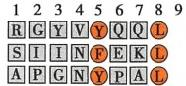 1 2 3 4 5 6 7 8 9
R G Y V Y Q Q L
S I I N F E K L
A P G N Y P A L